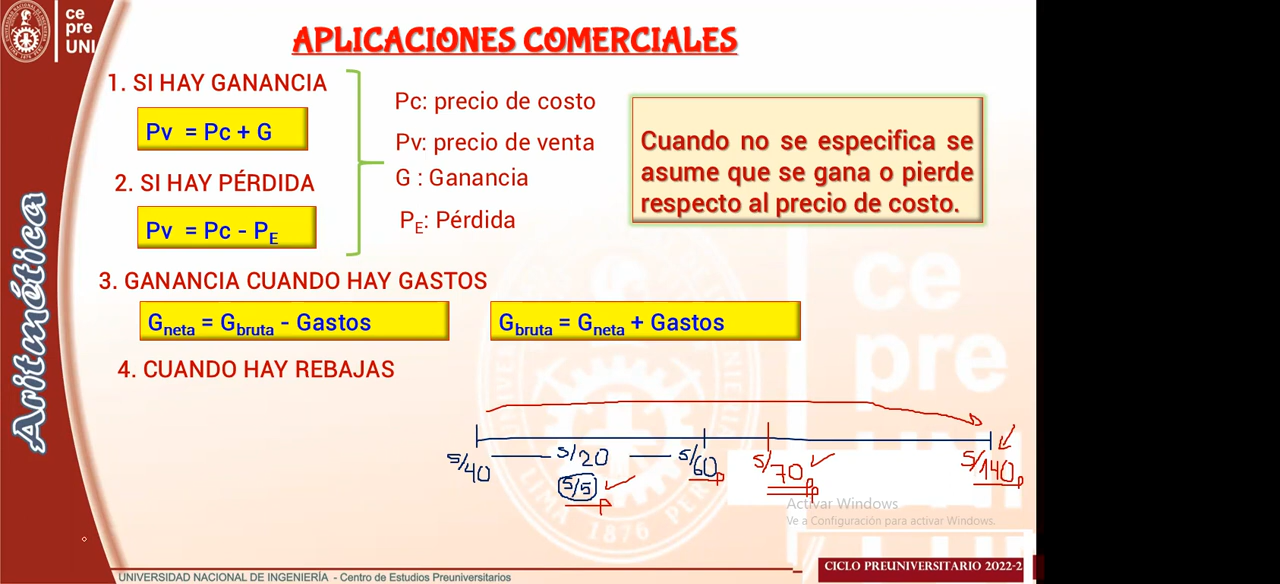 ce
pre
UNI
APLICACIONES COMERCIALES
1. SI HAY GANANCIA
Pv = Pc + G
2. SI HAY PÉRDIDA
Pv = Pc - PE
Pc: precio de costo
Pv: precio de venta
G : Ganancia
PE: Pérdida
Cuando no se especifica se
asume que se gana o pierde
respecto al precio de costo.
3. GANANCIA CUANDO HAY GASTOS
Gneta = Gbruta - Gastos
Gbruta = Gneta + Gastos
4. CUANDO HAY REBAJAS
S/40 S/20 S/60 S/70 S/140
S/5
Aritmética
ce
pre
1876
Activar Windows
Ve a Configuración para activar Windows.
CICLO PREUNIVERSITARIO 2022-2
UNIVERSIDAD NACIONAL DE INGENIERÍA - Centro de Estudios Preuniversitarios